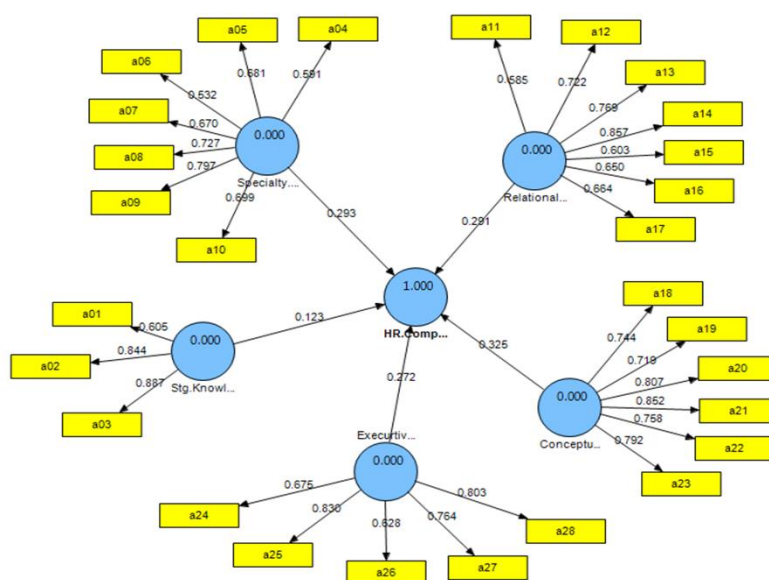 a05
a04
a06
0.681
0.591
0.532
a07
0.670
0.000
a08
0.727
a09
0.797
Specialty....
0.699
a10
0.293
a11
a12
0.585
0.722
a13
0.769
a14
0.857
0.000
0.603
a15
0.650
a16
Relational...
0.664
a17
0.291
1.000
HR.Comp...
a01
0.605
0.123
a02
0.844
0.000
0.887
Stg.Knowl...
a03
a18
0.744
a19
0.719
0.325
0.807
a20
0.000
0.852
a21
0.758
a22
Conceptu...
0.792
a23
0.272
Execurtiv...
0.000
0.675
a24
0.830
a25
0.628
a26
0.764
a27
0.803
a28